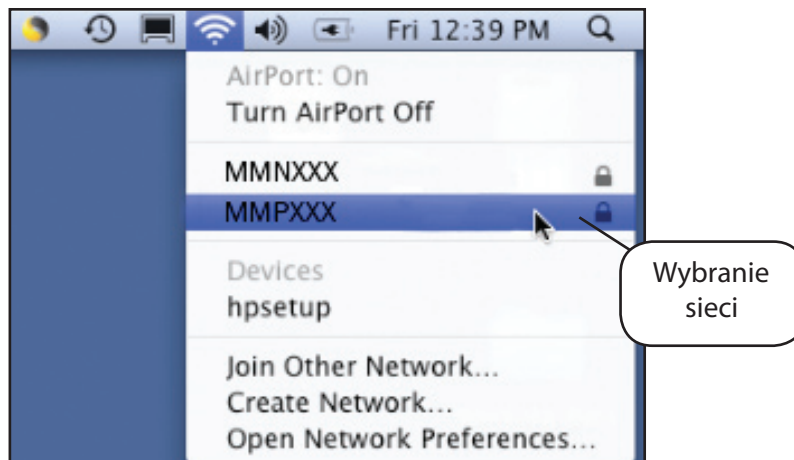 Fri 12:39 PM
AirPort: On
Turn AirPort Off
MMNXXX
MMPXXX
Wybranie
sieci
Devices
hpsetup
Join Other Network...
Create Network...
Open Network Preferences...